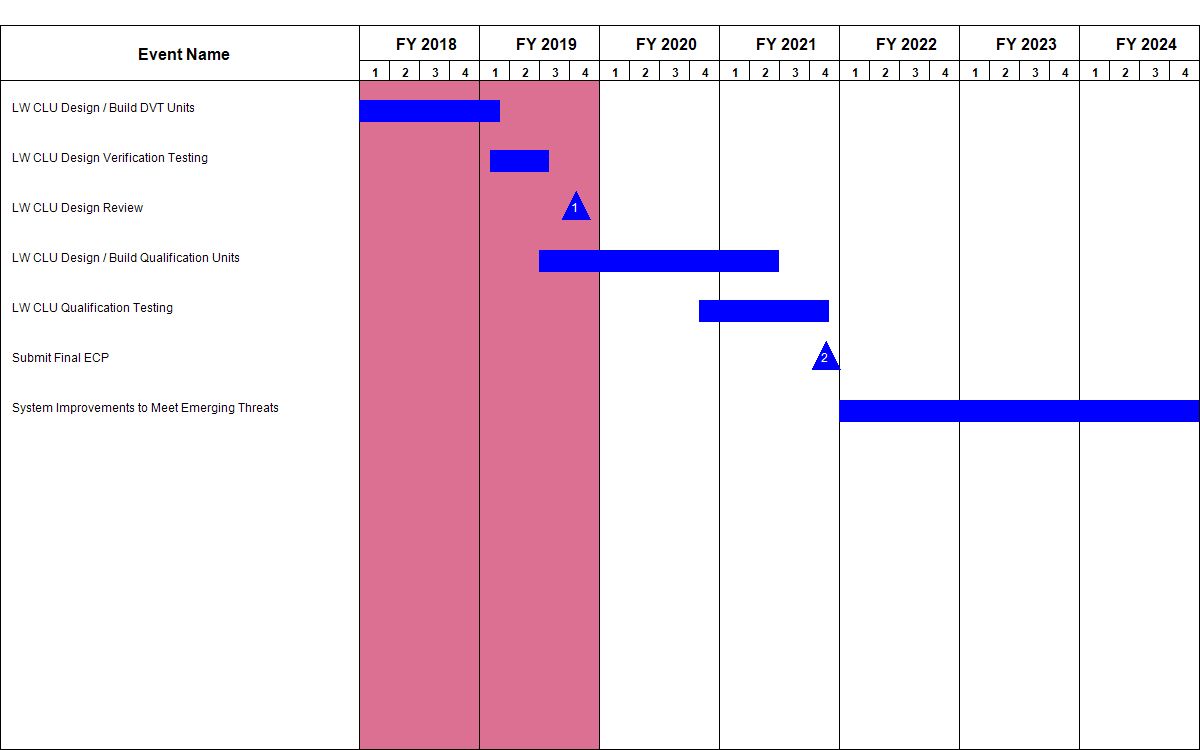 Event Name
FY 2018 FY 2019 FY 2020 FY 2021 FY 2022 FY 2023 FY 2024
1 2 3 4 1 2 3 4 1 2 3 4 1 2 3 4 1 2 3 4 1 2 3 4 1 2 3 4
LW CLU Design / Build DVT Units
LW CLU Design Verification Testing
LW CLU Design Review 1
LW CLU Design / Build Qualification Units
LW CLU Qualification Testing
Submit Final ECP 2
System Improvements to Meet Emerging Threats